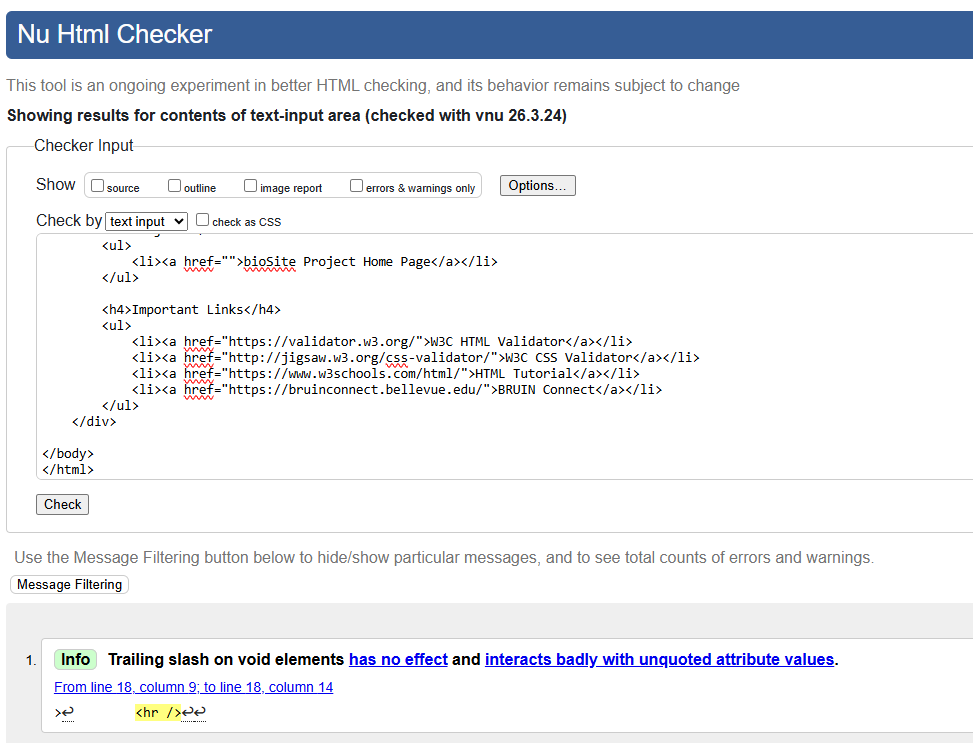 Nu Html Checker
This tool is an ongoing experiment in better HTML checking, and its behavior remains subject to change
Showing results for contents of text-input area (checked with vnu 26.3.24)
Checker Input
Show source outline image report errors & warnings only Options...
Check by text input check as CSS
<ul>
<li><a href="">bioSite Project Home Page</a></li>
</ul>
<h4>Important Links</h4>
<ul>
<li><a href="https://validator.w3.org/">W3C HTML Validator</a></li>
<li><a href="http://jigsaw.w3.org/css-validator/">W3C CSS Validator</a></li>
<li><a href="https://www.w3schools.com/html/">HTML Tutorial</a></li>
<li><a href="https://bruinconnect.bellevue.edu/">BRUIN Connect</a></li>
</ul>
</div>
</body>
</html>
Check
Use the Message Filtering button below to hide/show particular messages, and to see total counts of errors and warnings.
Message Filtering
1. Info Trailing slash on void elements has no effect and interacts badly with unquoted attribute values.
From line 18, column 9; to line 18, column 14
>↩ <hr />↩↩